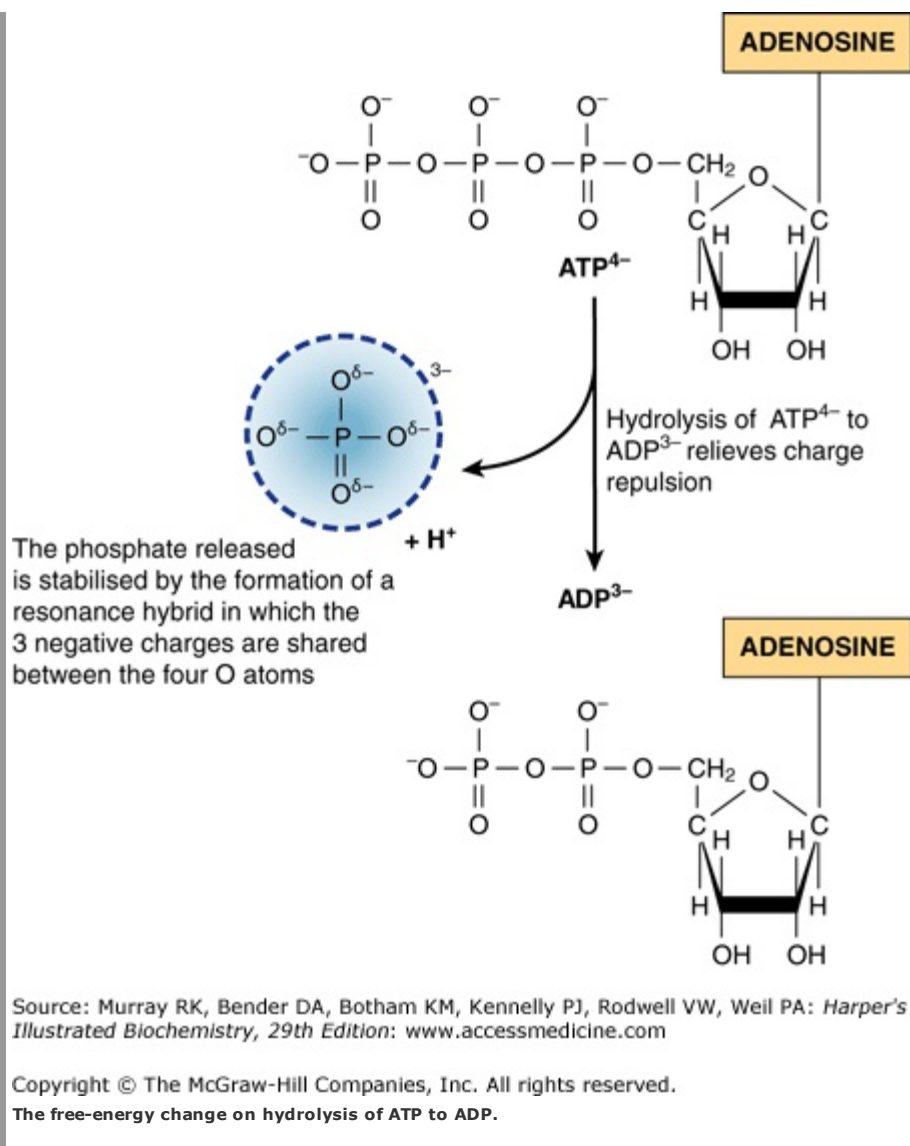 ADENOSINE
O⁻ O⁻ O⁻
⁻O—P—O—P—O—P—O—CH₂ O
O O O C H H C
ATP⁴⁻
H H
OH OH
3−
Oδ−
Oδ− —P—Oδ−
Oδ−
Hydrolysis of ATP⁴⁻ to
ADP³⁻ relieves charge
repulsion
+ H⁺
The phosphate released
is stabilised by the formation of a
resonance hybrid in which the
3 negative charges are shared
between the four O atoms
ADP³⁻
ADENOSINE
O⁻ O⁻
⁻O—P—O—P—O—CH₂ O
O O C H H C
H H
OH OH
Source: Murray RK, Bender DA, Botham KM, Kennelly PJ, Rodwell VW, Weil PA: Harper's
Illustrated Biochemistry, 29th Edition: www.accessmedicine.com
Copyright © The McGraw-Hill Companies, Inc. All rights reserved.
The free-energy change on hydrolysis of ATP to ADP.